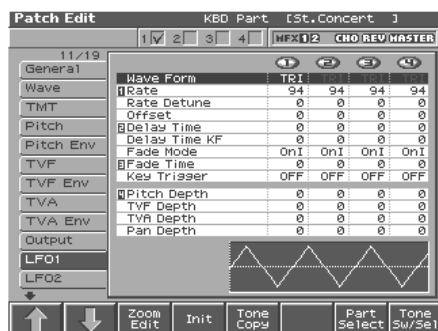 Patch Edit KBD Part [St.Concert ]
1 2 3 4 MFX 1 2 CHO REV MASTER
11/19
General
Wave
TMT
Pitch
Pitch Env
TVF
TVF Env
TVA
TVA Env
Output
LFO1
LFO2
1 2 3 4
Wave Form TRI TRI TRI TRI
1 Rate 94 94 94 94
Rate Detune 0 0 0 0
Offset 0 0 0 0
2 Delay Time 0 0 0 0
Delay Time KF 0 0 0 0
Fade Mode OnI OnI OnI OnI
3 Fade Time 0 0 0 0
Key Trigger OFF OFF OFF OFF
4 Pitch Depth 0 0 0 0
TVF Depth 0 0 0 0
TVA Depth 0 0 0 0
Pan Depth 0 0 0 0
Zoom Edit
Init
Tone Copy
Part Select
Tone Sw/Sel